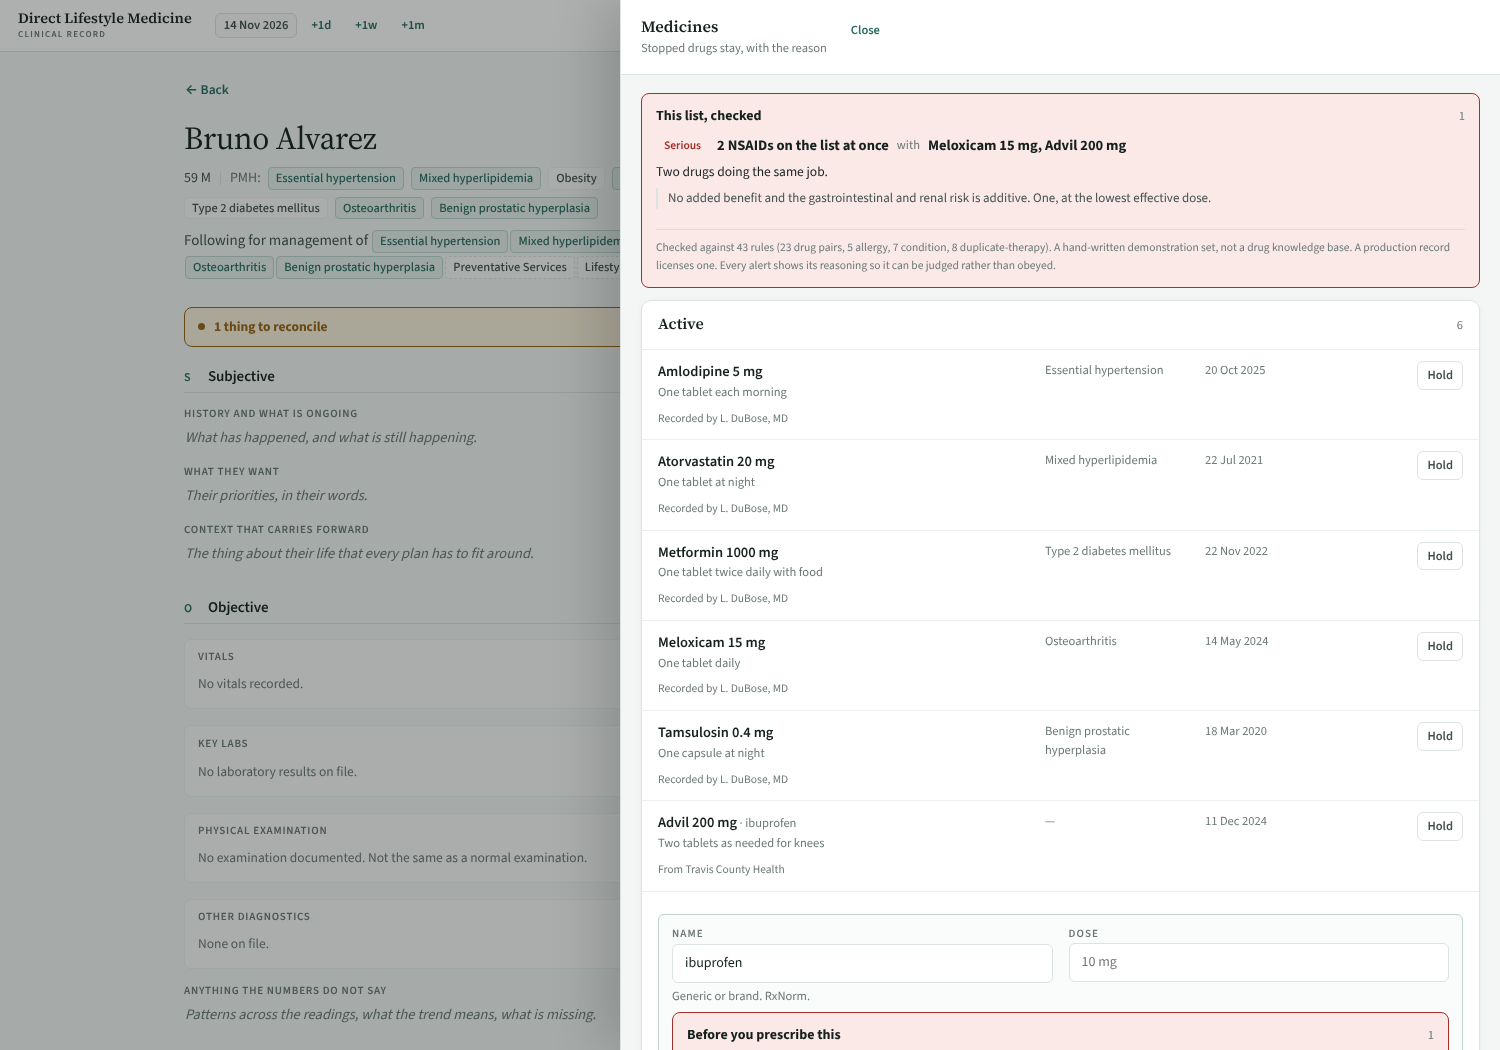 Direct Lifestyle Medicine
CLINICAL RECORD
14 Nov 2026 +1d +1w +1m
← Back
Bruno Alvarez
59 M PMH: Essential hypertension Mixed hyperlipidemia Obesity
Type 2 diabetes mellitus Osteoarthritis Benign prostatic hyperplasia
Following for management of Essential hypertension
Osteoarthritis Benign prostatic hyperplasia Preventative Services
1 thing to reconcile
S Subjective
HISTORY AND WHAT IS ONGOING
What has happened, and what is still happening.
WHAT THEY WANT
Their priorities, in their words.
CONTEXT THAT CARRIES FORWARD
The thing about their life that every plan has to fit around.
O Objective
VITALS
No vitals recorded.
KEY LABS
No laboratory results on file.
PHYSICAL EXAMINATION
No examination documented. Not the same as a normal examination.
OTHER DIAGNOSTICS
None on file.
ANYTHING THE NUMBERS DO NOT SAY
Patterns across the readings, what the trend means, what is missing.
Medicines
Stopped drugs stay, with the reason
Close
This list, checked 1
Serious 2 NSAIDs on the list at once with Meloxicam 15 mg, Advil 200 mg
Two drugs doing the same job.
No added benefit and the gastrointestinal and renal risk is additive. One, at the lowest effective dose.
Checked against 43 rules (23 drug pairs, 5 allergy, 7 condition, 8 duplicate-therapy). A hand-written demonstration set, not a drug knowledge base. A production record
licenses one. Every alert shows its reasoning so it can be judged rather than obeyed.
Active 6
Amlodipine 5 mg Essential hypertension 20 Oct 2025 Hold
One tablet each morning
Recorded by L. DuBose, MD
Atorvastatin 20 mg Mixed hyperlipidemia 22 Jul 2021 Hold
One tablet at night
Recorded by L. DuBose, MD
Metformin 1000 mg Type 2 diabetes mellitus 22 Nov 2022 Hold
One tablet twice daily with food
Recorded by L. DuBose, MD
Meloxicam 15 mg Osteoarthritis 14 May 2024 Hold
One tablet daily
Recorded by L. DuBose, MD
Tamsulosin 0.4 mg Benign prostatic 18 Mar 2020 Hold
hyperplasia
One capsule at night
Recorded by L. DuBose, MD
Advil 200 mg · ibuprofen — 11 Dec 2024 Hold
Two tablets as needed for knees
From Travis County Health
NAME DOSE
ibuprofen 10 mg
Generic or brand. RxNorm.
Before you prescribe this 1